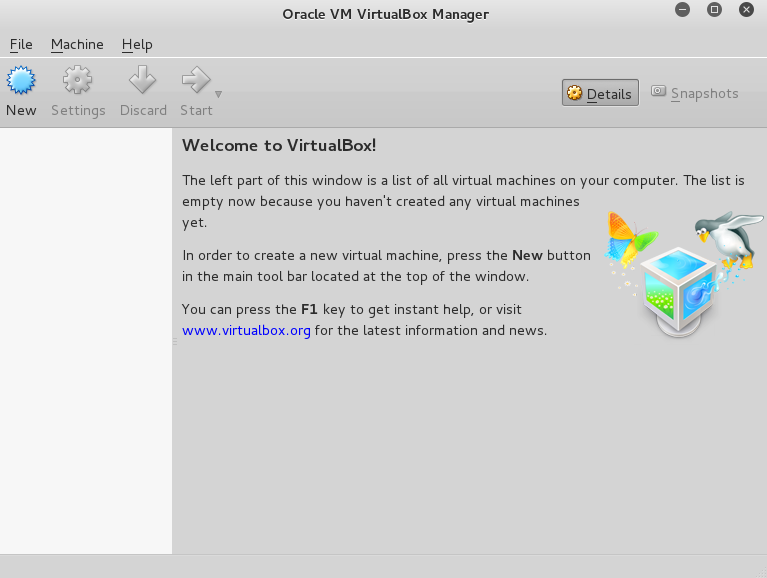 Oracle VM VirtualBox Manager
File Machine Help
New Settings Discard Start Details Snapshots
Welcome to VirtualBox!
The left part of this window is a list of all virtual machines on your computer. The list is
empty now because you haven't created any virtual machines
yet.
In order to create a new virtual machine, press the New button
in the main tool bar located at the top of the window.
You can press the F1 key to get instant help, or visit
www.virtualbox.org for the latest information and news.